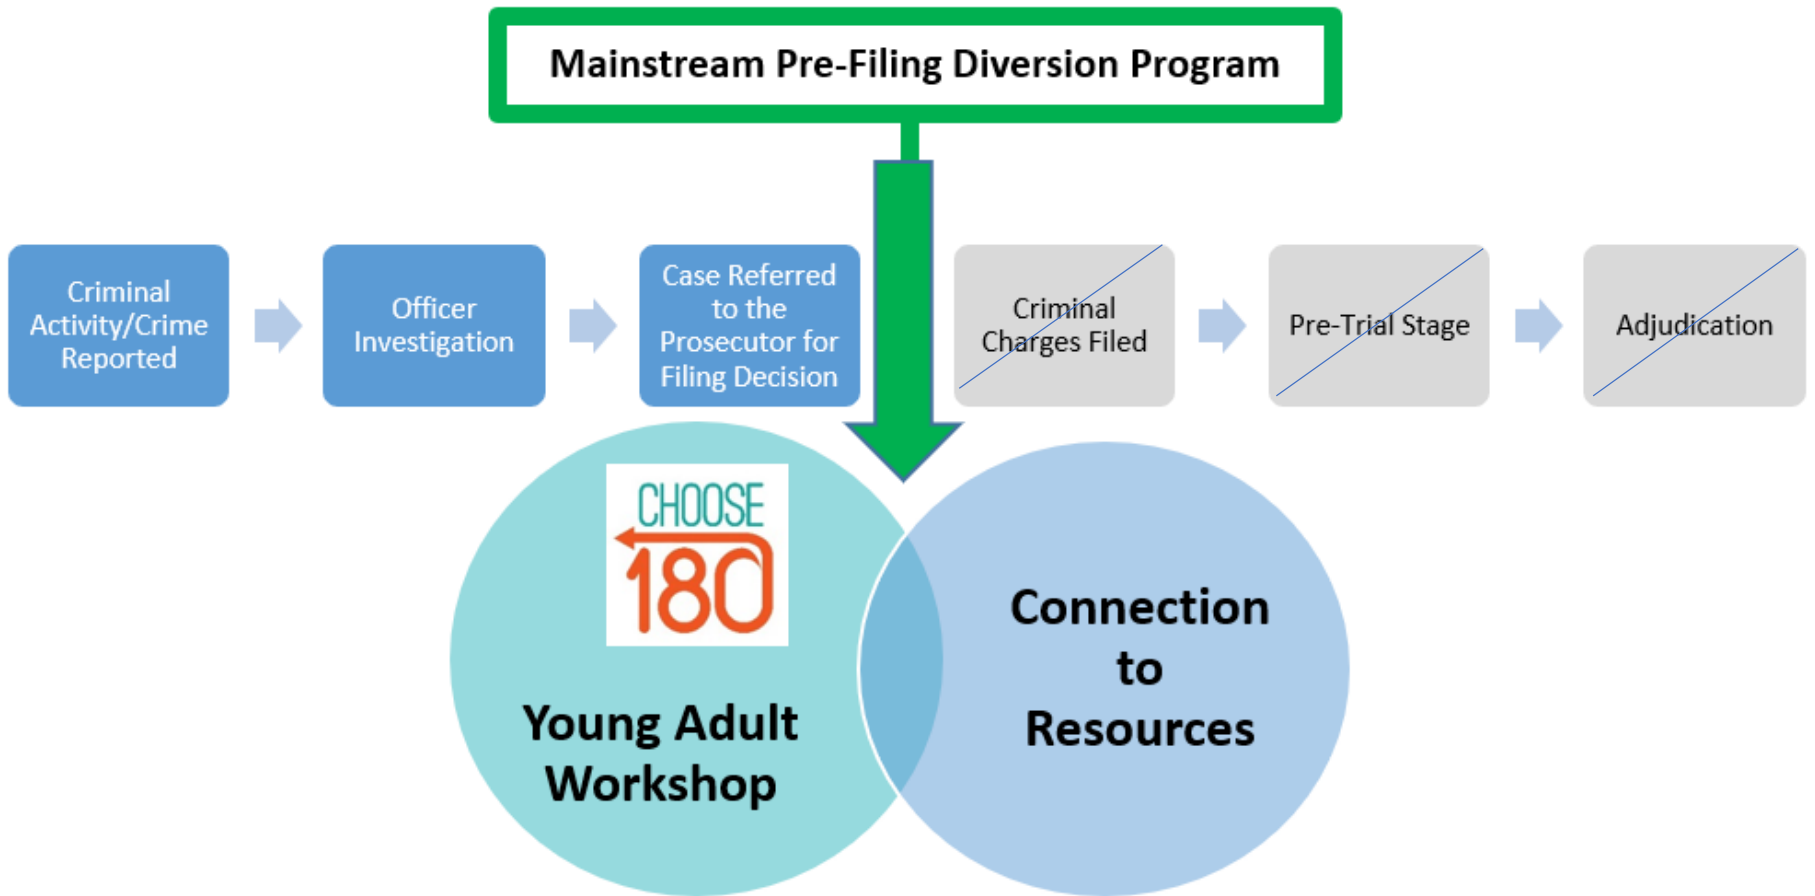 Mainstream Pre-Filing Diversion Program
Criminal
Activity/Crime
Reported
Officer
Investigation
Case Referred
to the
Prosecutor for
Filing Decision
Criminal
Charges Filed
Pre-Trial Stage
Adjudication
CHOOSE
180
Young Adult
Workshop
Connection
to
Resources